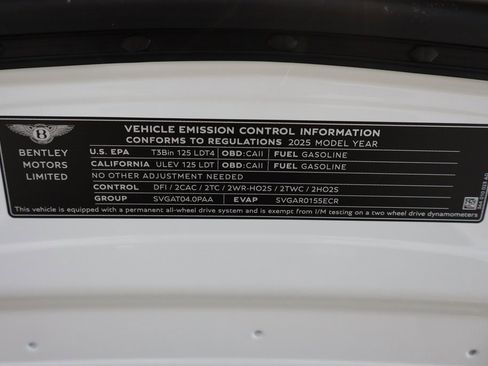 VEHICLE EMISSION CONTROL INFORMATION
CONFORMS TO REGULATIONS 2025 MODEL YEAR
B
BENTLEY
MOTORS
LIMITED
U.S. EPA T3Bin 125 LDT4 OBD:CAII FUEL GASOLINE
CALIFORNIA ULEV 125 LDT OBD:CAII FUEL GASOLINE
NO OTHER ADJUSTMENT NEEDED
CONTROL DFI / 2CAC / 2TC / 2WR-HO2S / 2TWC / 2HO2S
GROUP SVGAT04.0PAA EVAP SVGAR0155ECR
This vehicle is equipped with a permanent all-wheel drive system and is exempt from I/M testing on a two wheel drive dynamometers